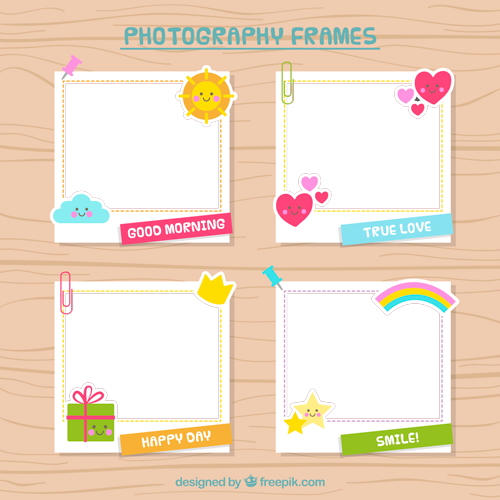 PHOTOGRAPHY FRAMES
GOOD MORNING
TRUE LOVE
HAPPY DAY
SMILE!
designed by freepik.com